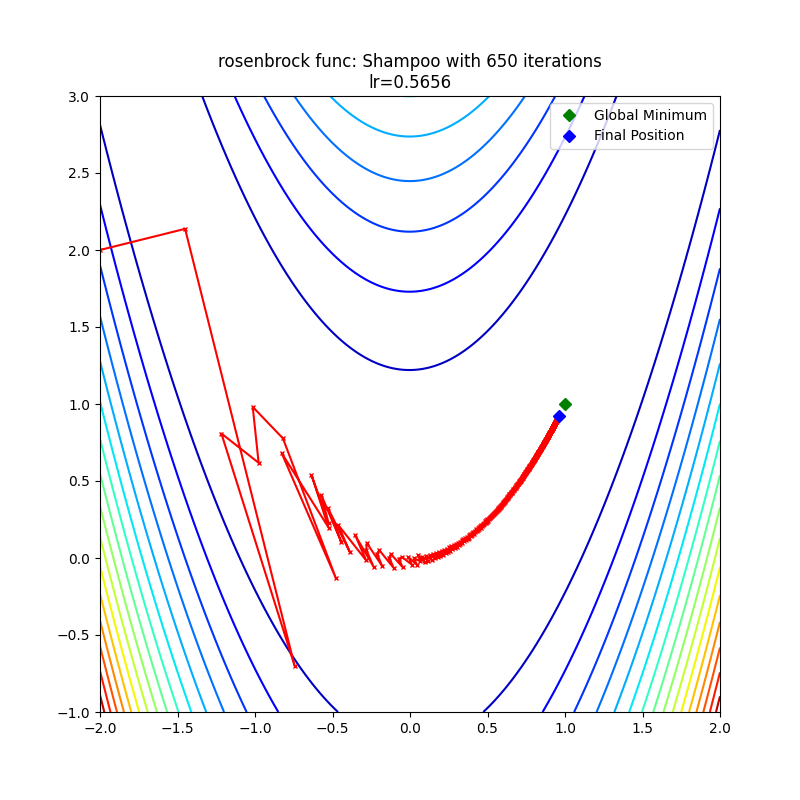 rosenbrock func: Shampoo with 650 iterations
lr=0.5656
Global Minimum
Final Position
3.0
2.5
2.0
1.5
1.0
0.5
0.0
−0.5
−1.0
−2.0 −1.5 −1.0 −0.5 0.0 0.5 1.0 1.5 2.0